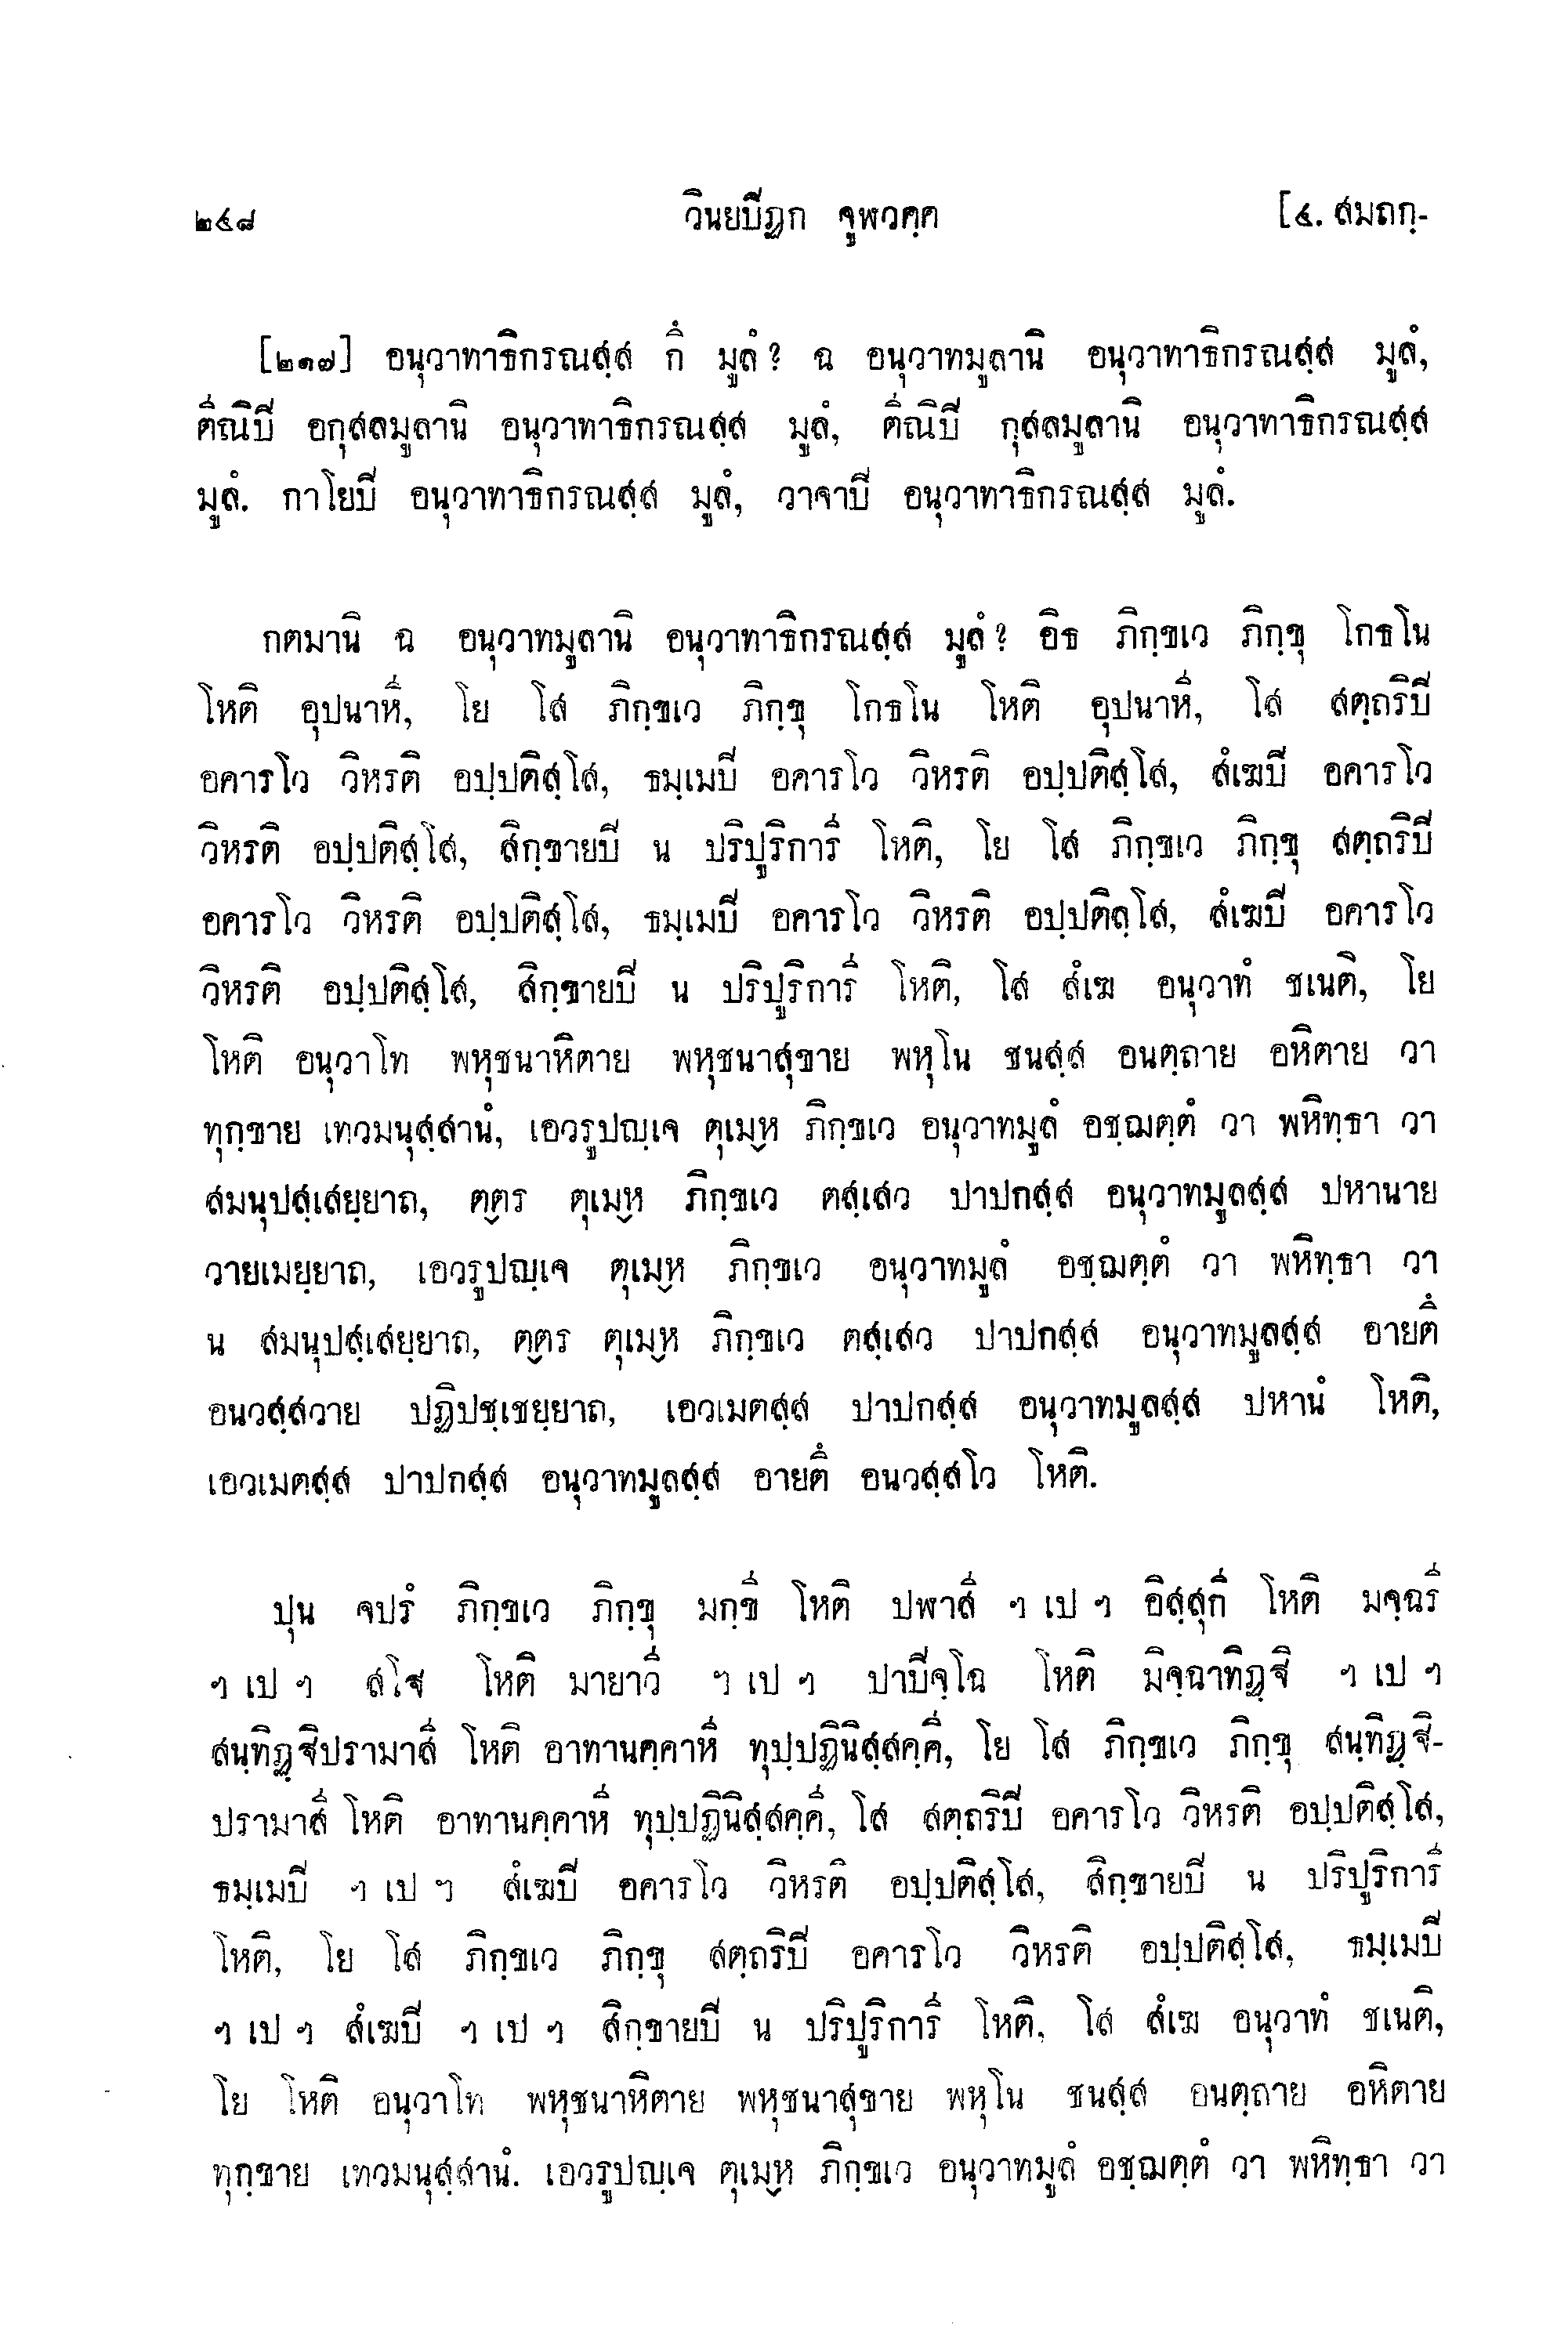 ๒๔๘ วินยปิฏก จูฬวคฺค [๔. สมถกฺ-
[๒๑๗] อนุวาทาธิกรณสฺส กึ มูลํ? ฉ อนุวาทมูลานิ อนุวาทาธิกรณสฺส มูลํ,
ตีณิปิ อกุสลมูลานิ อนุวาทาธิกรณสฺส มูลํ, ตีณิปิ กุสลมูลานิ อนุวาทาธิกรณสฺส
มูลํ. กาโยปิ อนุวาทาธิกรณสฺส มูลํ, วาจาปิ อนุวาทาธิกรณสฺส มูลํ.
กตมานิ ฉ อนุวาทมูลานิ อนุวาทาธิกรณสฺส มูลํ? อิธ ภิกฺขเว ภิกฺขุ โกธโน
โหติ อุปนาหี, โย โส ภิกฺขเว ภิกฺขุ โกธโน โหติ อุปนาหี, โส สตฺถริปิ
อคารโว วิหรติ อปฺปติสฺโส, ธมฺเมปิ อคารโว วิหรติ อปฺปติสฺโส, สํเฆปิ อคารโว
วิหรติ อปฺปติสฺโส, สิกฺขายปิ น ปริปูริการี โหติ, โย โส ภิกฺขเว ภิกฺขุ สตฺถริปิ
อคารโว วิหรติ อปฺปติสฺโส, ธมฺเมปิ อคารโว วิหรติ อปฺปติสฺโส, สํเฆปิ อคารโว
วิหรติ อปฺปติสฺโส, สิกฺขายปิ น ปริปูริการี โหติ, โส สํเฆ อนุวาทํ ชเนติ, โย
โหติ อนุวาโท พหุชนาหิตาย พหุชนาสุขาย พหุโน ชนสฺส อนตฺถาย อหิตาย วา
ทุกฺขาย เทวมนุสฺสานํ, เอวรูปญฺเจ ตุเมฺห ภิกฺขเว อนุวาทมูลํ อชฺฌตฺตํ วา พหิทฺธา วา
สมนุปสฺเสยฺยาถ, ตฺตร ตุเมฺห ภิกฺขเว ตสฺเสว ปาปกสฺส อนุวาทมูลสฺส ปหานาย
วายเมยฺยาถ, เอวรูปญฺเจ ตุเมฺห ภิกฺขเว อนุวาทมูลํ อชฺฌตฺตํ วา พหิทฺธา วา
น สมนุปสฺเสยฺยาถ, ตฺตร ตุเมฺห ภิกฺขเว ตสฺเสว ปาปกสฺส อนุวาทมูลสฺส อายตึ
อนวสฺสวาย ปฏิปชฺเชยฺยาถ, เอวเมตสฺส ปาปกสฺส อนุวาทมูลสฺส ปหานํ โหติ,
เอวเมตสฺส ปาปกสฺส อนุวาทมูลสฺส อายตึ อนวสฺสโว โหติ.
ปุน จปรํ ภิกฺขเว ภิกฺขุ มกฺขี โหติ ปฬาสี ฯ เป ฯ อิสฺสุกี โหติ มจฺฉรี
ฯ เป ฯ สโฐ โหติ มายาวี ฯ เป ฯ ปาปิจฺโฉ โหติ มิจฺฉาทิฏฺฐิ ฯ เป ฯ
สนฺทิฏฺฐิปรามาสี โหติ อาทานคฺคาหี ทุปฺปฏินิสฺสคฺคี, โย โส ภิกฺขเว ภิกฺขุ สนฺทิฏฺฐิ-
ปรามาสี โหติ อาทานคฺคาหี ทุปฺปฏินิสฺสคฺคี, โส สตฺถริปิ อคารโว วิหรติ อปฺปติสฺโส,
ธมฺเมปิ ฯ เป ฯ สํเฆปิ อคารโว วิหรติ อปฺปติสฺโส, สิกฺขายปิ น ปริปูริการี
โหติ, โย โส ภิกฺขเว ภิกฺขุ สตฺถริปิ อคารโว วิหรติ อปฺปติสฺโส, ธมฺเมปิ
ฯ เป ฯ สํเฆปิ ฯ เป ฯ สิกฺขายปิ น ปริปูริการี โหติ, โส สํเฆ อนุวาทํ ชเนติ,
โย โหติ อนุวาโท พหุชนาหิตาย พหุชนาสุขาย พหุโน ชนสฺส อนตฺถาย อหิตาย
ทุกฺขาย เทวมนุสฺสานํ. เอวรูปญฺเจ ตุเมฺห ภิกฺขเว อนุวาทมูลํ อชฺฌตฺตํ วา พหิทฺธา วา